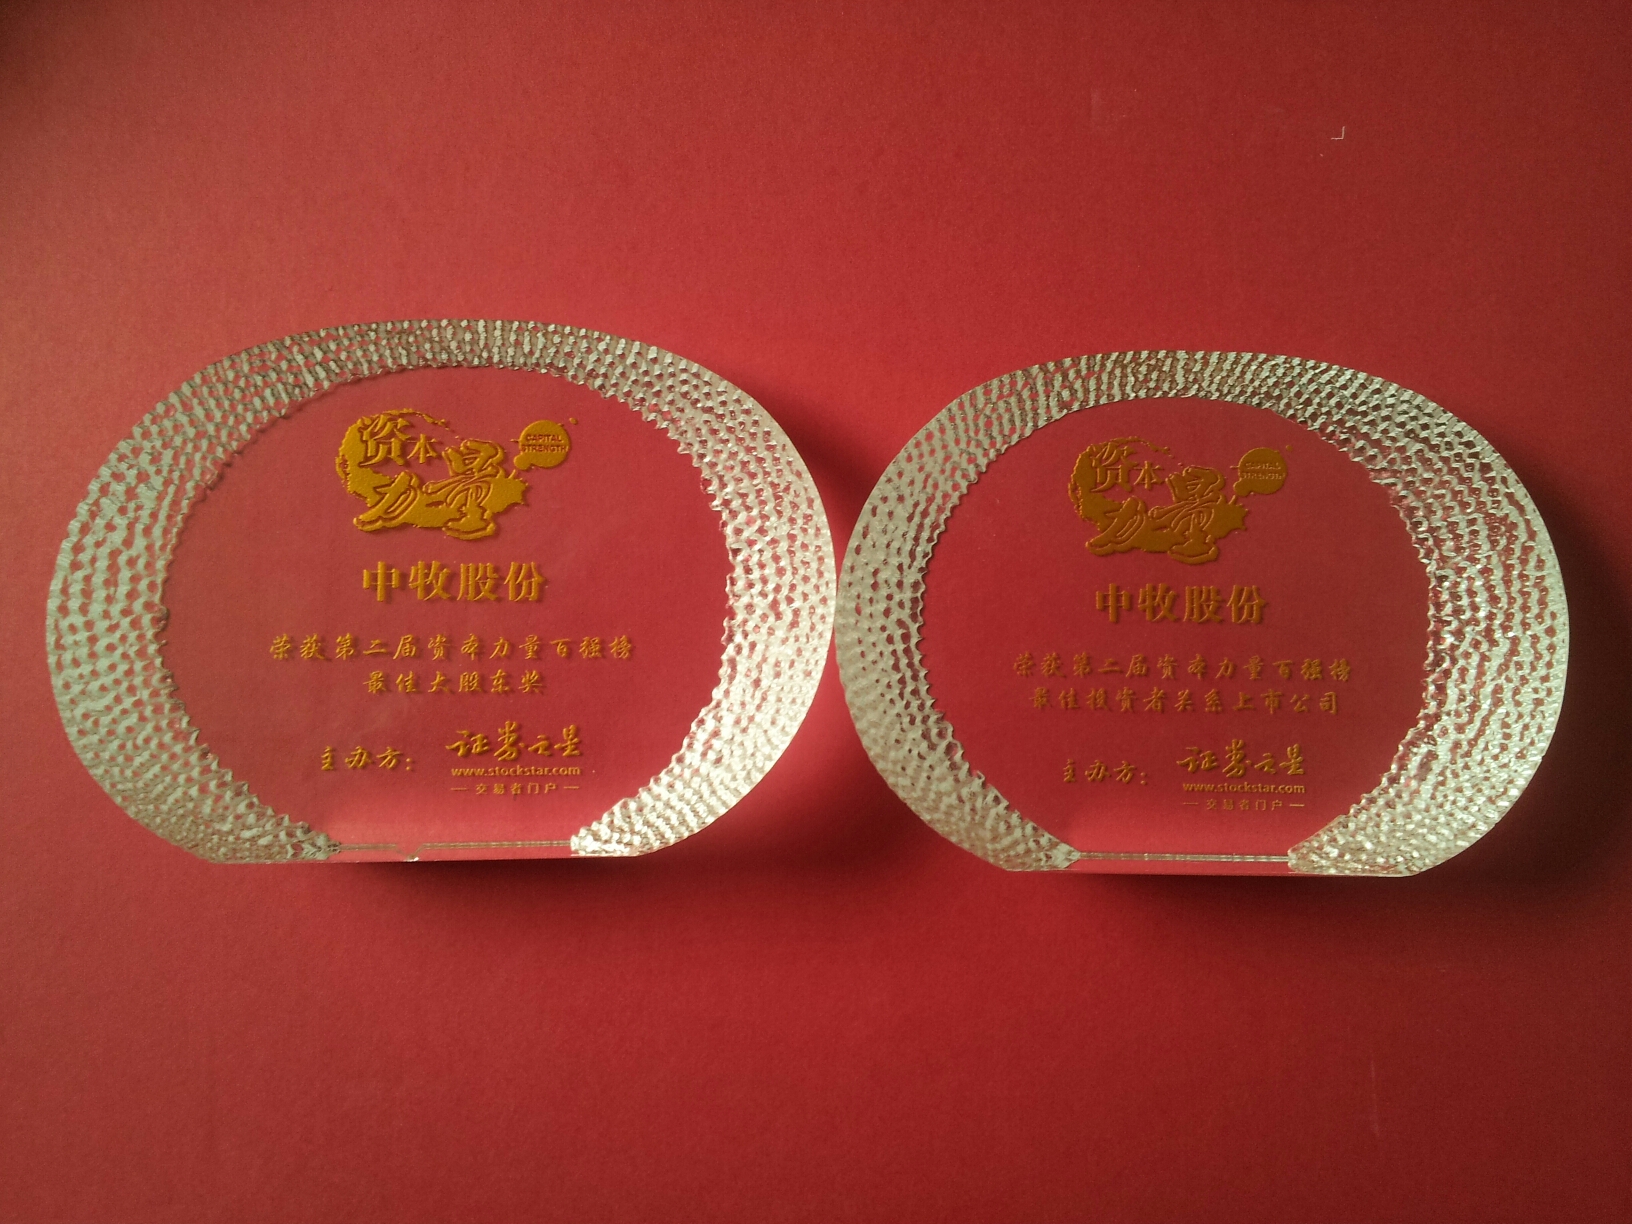 资本
力量
CAPITAL
STRENGTH
中牧股份
荣获第二届资本力量百强榜
最佳大股东奖
主办方：
证券之星
www.stockstar.com
交易者门户
资本
力量
CAPITAL
STRENGTH
中牧股份
荣获第二届资本力量百强榜
最佳投资者关系上市公司
主办方：
证券之星
www.stockstar.com
交易者门户